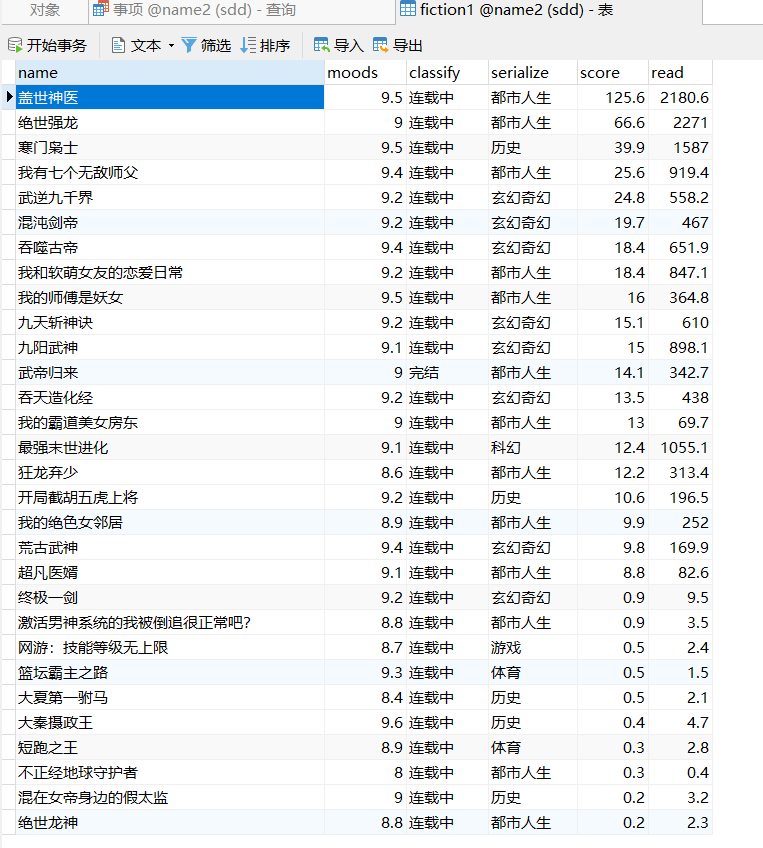 对象 事项 @name2 (sdd) - 查询 fiction1 @name2 (sdd) - 表
开始事务 文本 筛选 排序 导入 导出
name moods classify serialize score read
盖世神医 9.5 连载中 都市人生 125.6 2180.6
绝世强龙 9 连载中 都市人生 66.6 2271
寒门枭士 9.5 连载中 历史 39.9 1587
我有七个无敌师父 9.4 连载中 都市人生 25.6 919.4
武逆九千界 9.2 连载中 玄幻奇幻 24.8 558.2
混沌剑帝 9.2 连载中 玄幻奇幻 19.7 467
吞噬古帝 9.4 连载中 玄幻奇幻 18.4 651.9
我和软萌女友的恋爱日常 9.2 连载中 都市人生 18.4 847.1
我的师傅是妖女 9.5 连载中 都市人生 16 364.8
九天斩神诀 9.2 连载中 玄幻奇幻 15.1 610
九阳武神 9.1 连载中 玄幻奇幻 15 898.1
武帝归来 9 完结 都市人生 14.1 342.7
吞天造化经 9.2 连载中 玄幻奇幻 13.5 438
我的霸道美女房东 9 连载中 都市人生 13 69.7
最强末世进化 9.1 连载中 科幻 12.4 1055.1
狂龙弃少 8.6 连载中 都市人生 12.2 313.4
开局截胡五虎上将 9.2 连载中 历史 10.6 196.5
我的绝色女邻居 8.9 连载中 都市人生 9.9 252
荒古武神 9.4 连载中 玄幻奇幻 9.8 169.9
超凡医婿 9.1 连载中 都市人生 8.8 82.6
终极一剑 9.2 连载中 玄幻奇幻 0.9 9.5
激活男神系统的我被倒追很正常吧? 8.8 连载中 都市人生 0.9 3.5
网游：技能等级无上限 8.7 连载中 游戏 0.5 2.4
篮坛霸主之路 9.3 连载中 体育 0.5 1.5
大夏第一驸马 8.4 连载中 历史 0.5 2.1
大秦摄政王 9.6 连载中 历史 0.4 4.7
短跑之王 8.9 连载中 体育 0.3 2.8
不正经地球守护者 8 连载中 都市人生 0.3 0.4
混在女帝身边的假太监 9 连载中 历史 0.2 3.2
绝世龙神 8.8 连载中 都市人生 0.2 2.3